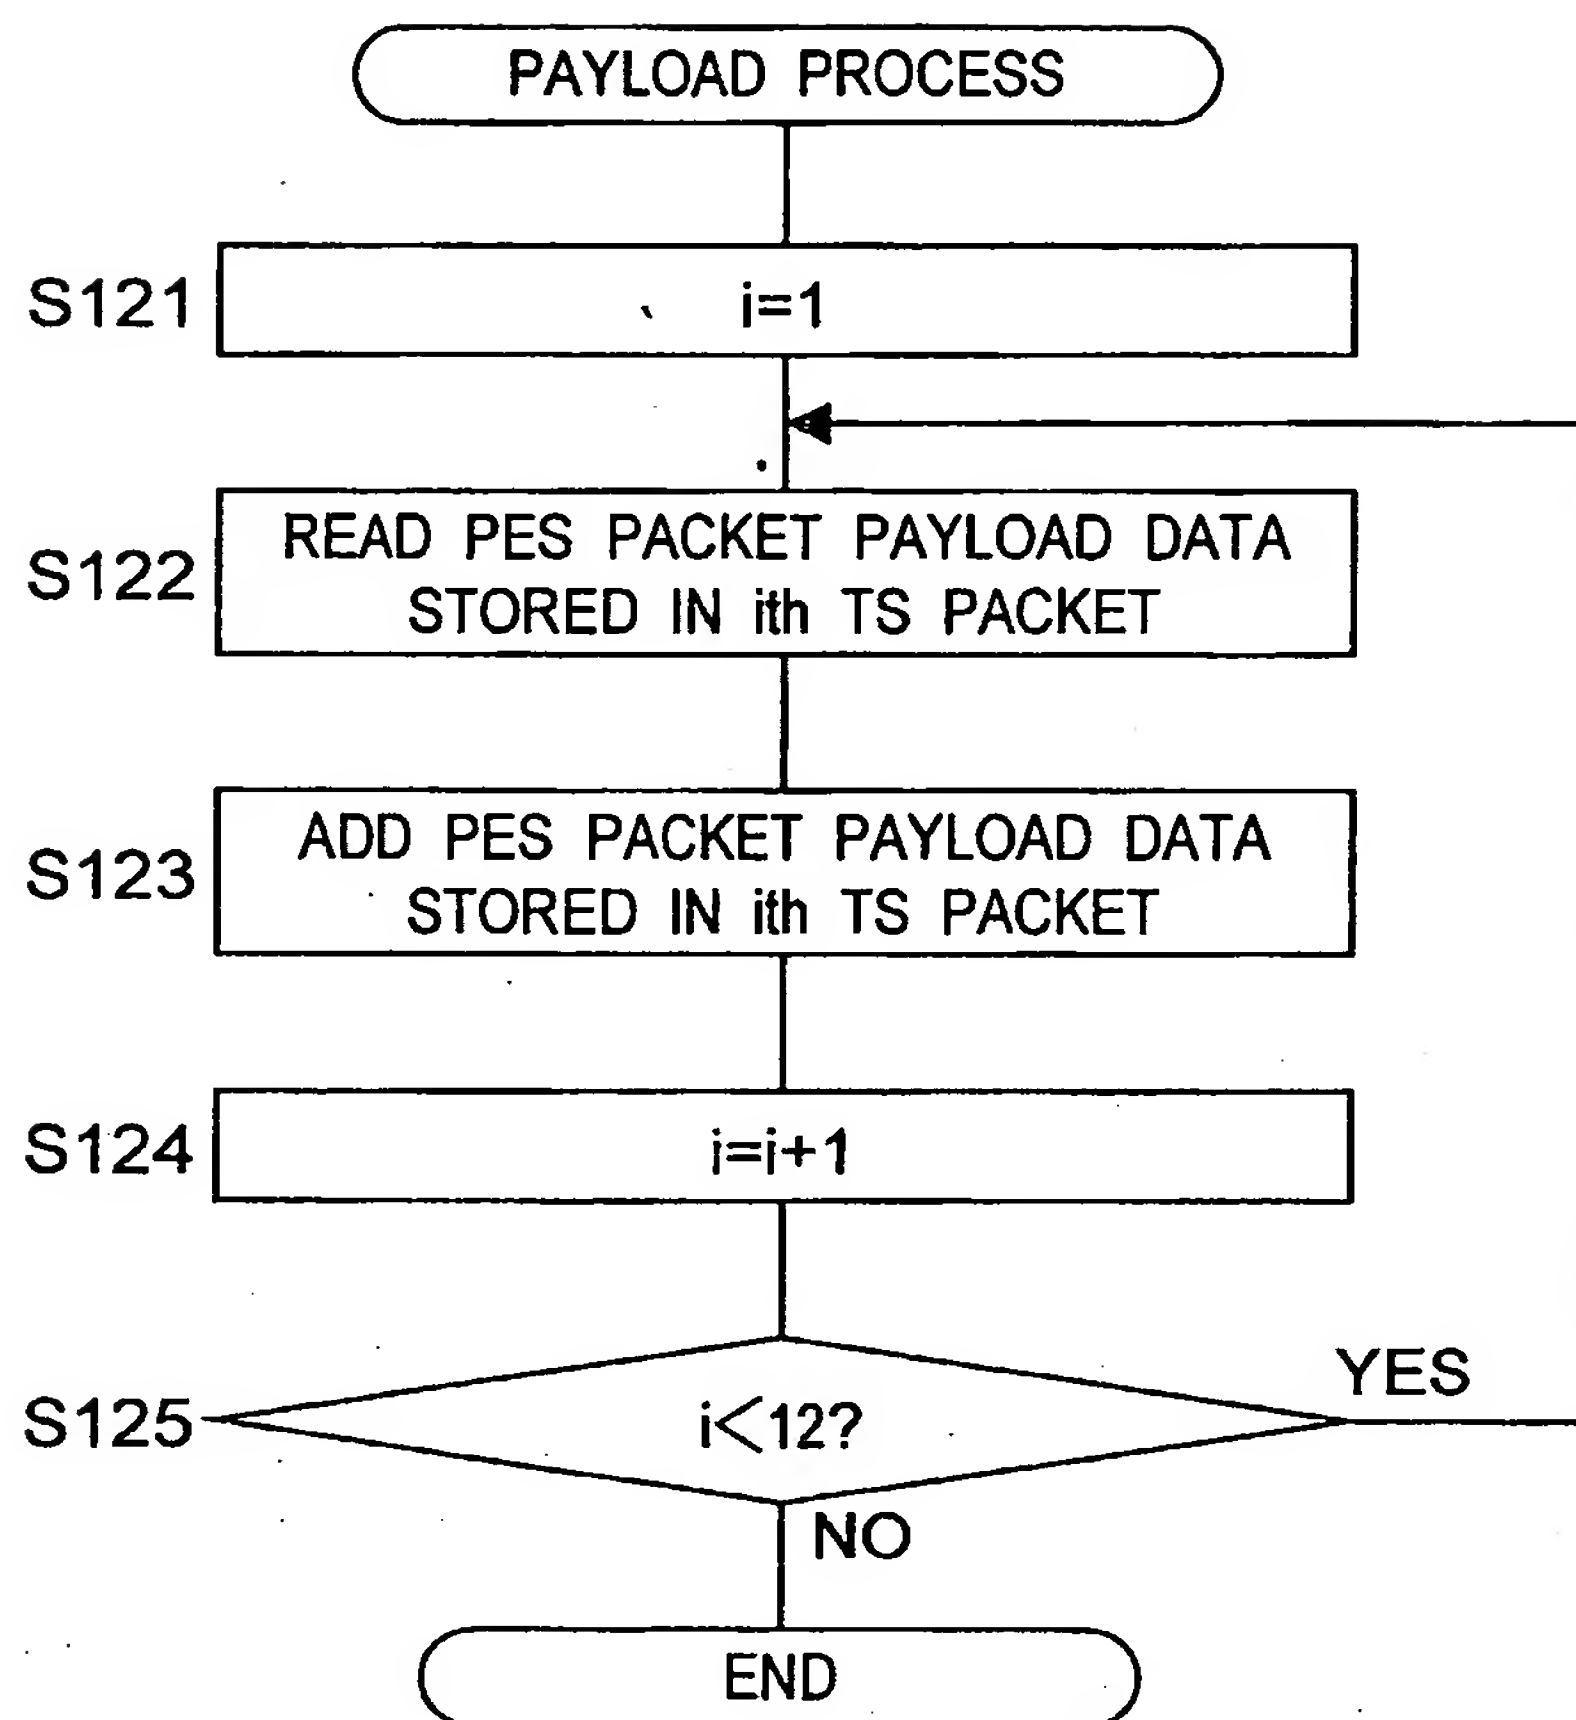 PAYLOAD PROCESS
S121
i=1
S122
READ PES PACKET PAYLOAD DATA
STORED IN ith TS PACKET
S123
ADD PES PACKET PAYLOAD DATA
STORED IN ith TS PACKET
S124
i=i+1
S125
i<12?
YES
NO
END